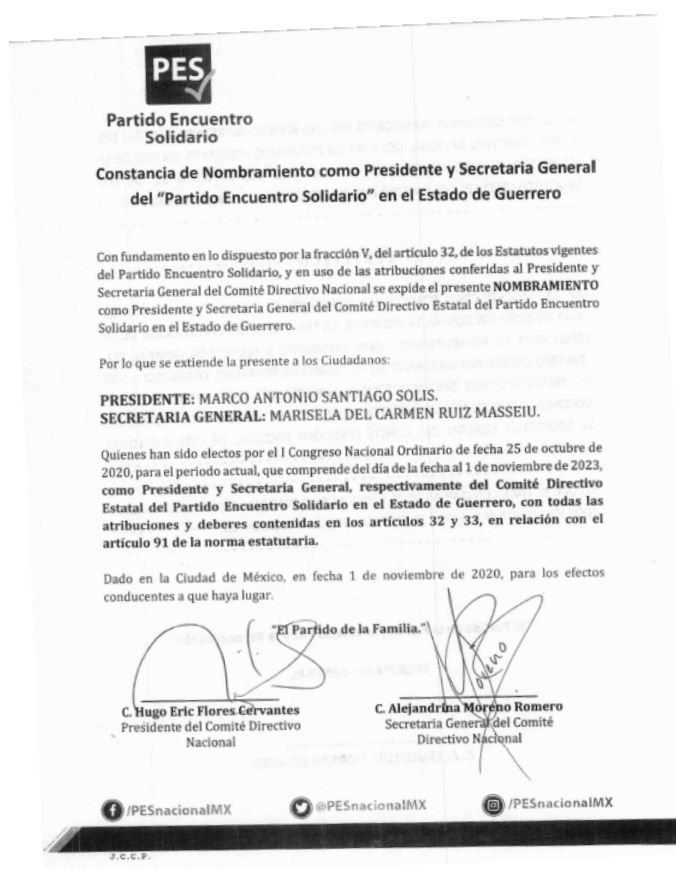 PES
Partido Encuentro
Solidario
Constancia de Nombramiento como Presidente y Secretaria General
del “Partido Encuentro Solidario” en el Estado de Guerrero
Con fundamento en lo dispuesto por la fracción V, del artículo 32, de los Estatutos vigentes
del Partido Encuentro Solidario, y en uso de las atribuciones conferidas al Presidente y
Secretaria General del Comité Directivo Nacional se expide el presente NOMBRAMIENTO
como Presidente y Secretaria General del Comité Directivo Estatal del Partido Encuentro
Solidario en el Estado de Guerrero.
Por lo que se extiende la presente a los Ciudadanos:
PRESIDENTE: MARCO ANTONIO SANTIAGO SOLIS.
SECRETARIA GENERAL: MARISELA DEL CARMEN RUIZ MASSEIU.
Quienes han sido electos por el I Congreso Nacional Ordinario de fecha 25 de octubre de
2020, para el periodo actual, que comprende del día de la fecha al 1 de noviembre de 2023,
como Presidente y Secretaria General, respectivamente del Comité Directivo
Estatal del Partido Encuentro Solidario en el Estado de Guerrero, con todas las
atribuciones y deberes contenidas en los artículos 32 y 33, en relación con el
artículo 91 de la norma estatutaria.
Dado en la Ciudad de México, en fecha 1 de noviembre de 2020, para los efectos
conducentes a que haya lugar.
"El Partido de la Familia."
C. Hugo Eric Flores Cervantes
Presidente del Comité Directivo
Nacional
C. Alejandrina Moreno Romero
Secretaria General del Comité
Directivo Nacional
/PESnacionalMX
@PESnacionalMX
/PESnacionalMX
J.C.C.P.